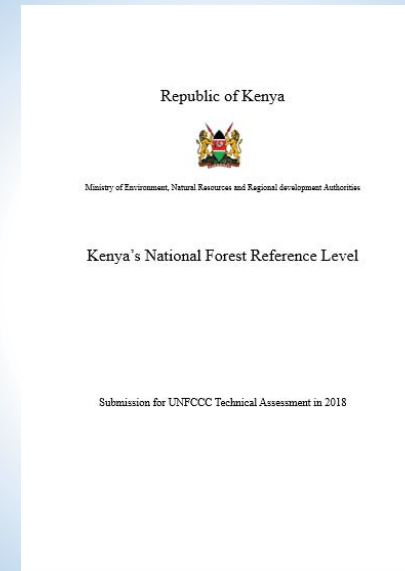 Republic of Kenya
Ministry of Environment, Natural Resources and Regional development Authorities
Kenya's National Forest Reference Level
Submission for UNFCCC Technical Assessment in 2018